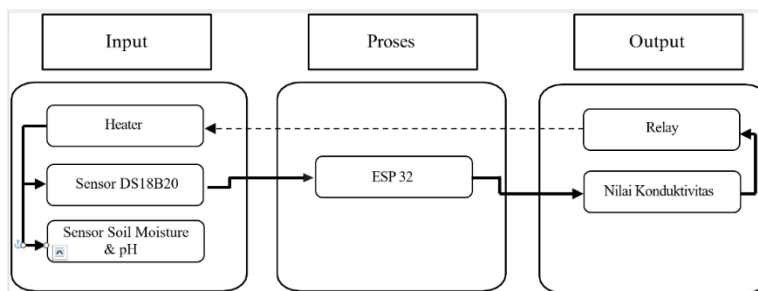 Input
Proses
Output
Heater
Sensor DS18B20
Sensor Soil Moisture
& pH
ESP 32
Relay
Nilai Konduktivitas